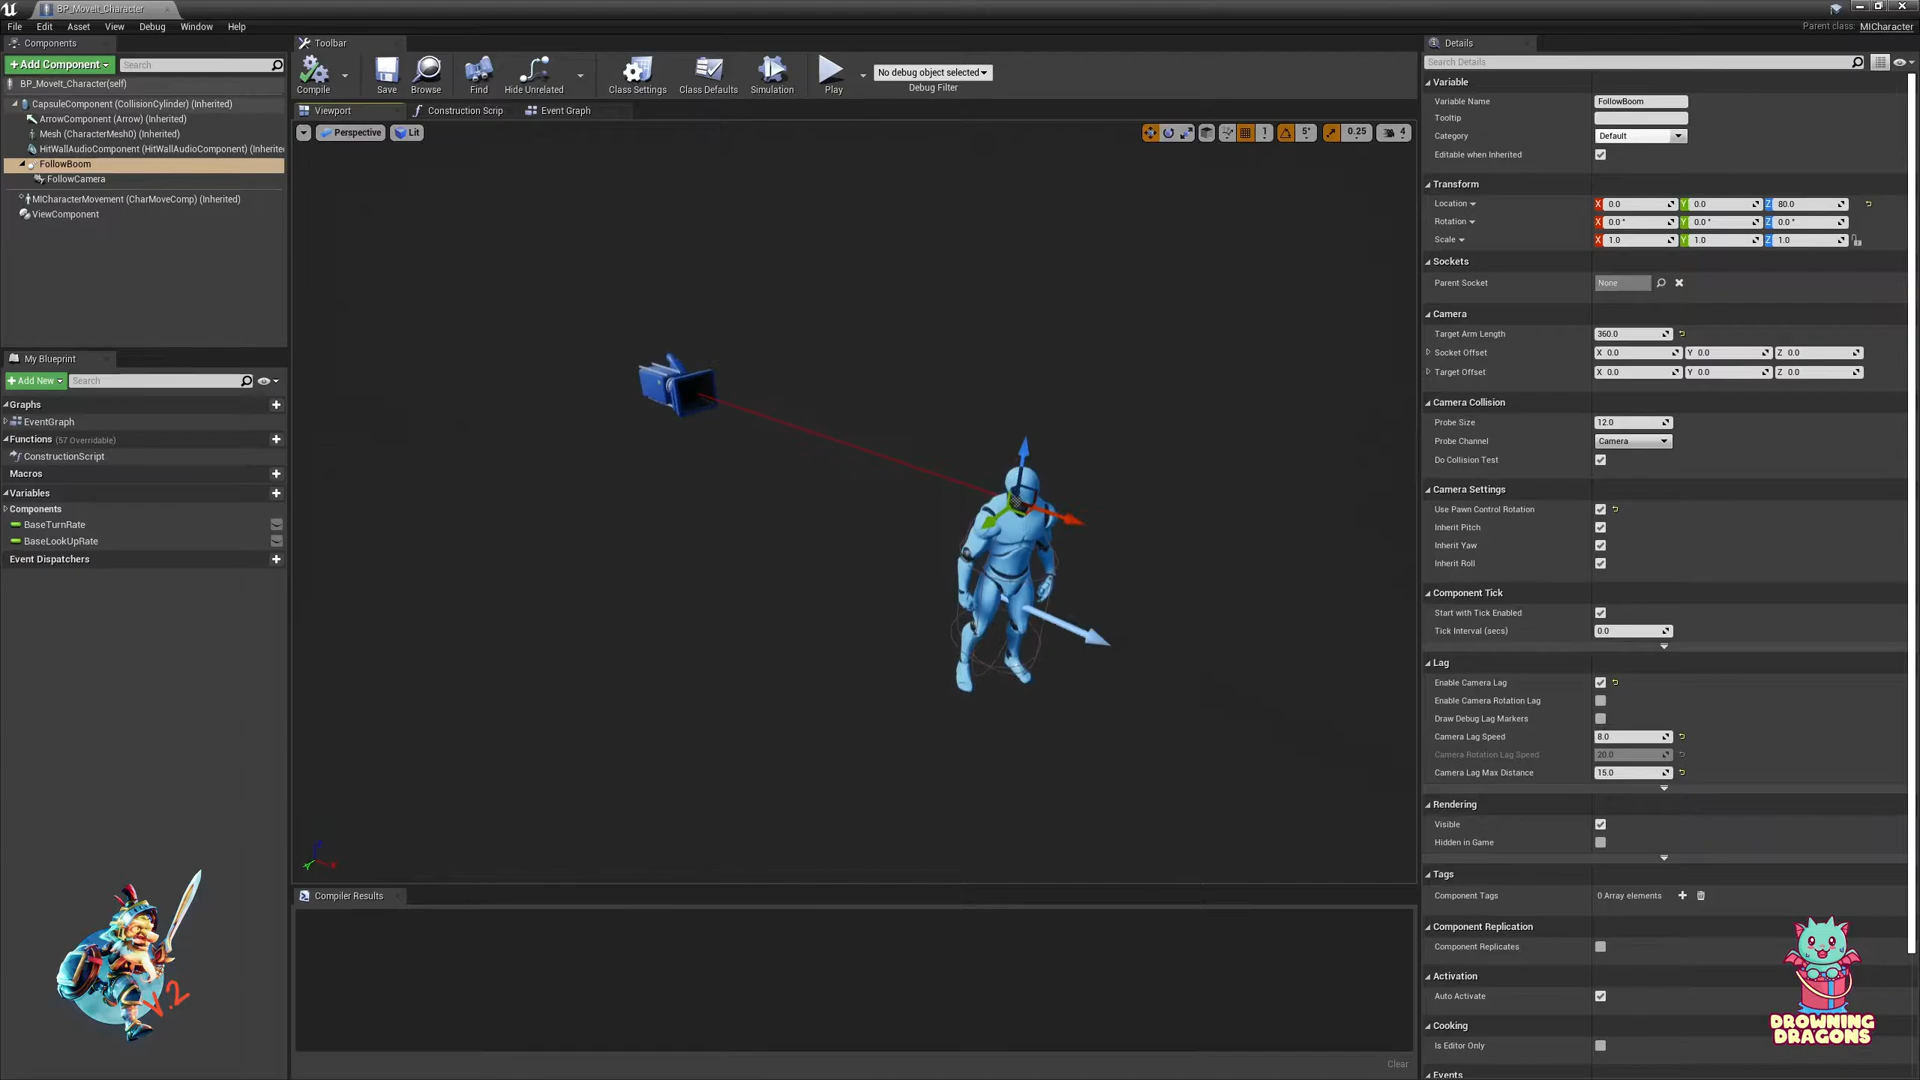 BP_MoveIt_Character
File Edit Asset View Debug Window Help
Parent class: MICharacter
Components
+Add Component Search
BP_MoveIt_Character(self)
CapsuleComponent (CollisionCylinder) (Inherited)
ArrowComponent (Arrow) (Inherited)
Mesh (CharacterMesh0) (Inherited)
HitWallAudioComponent (HitWallAudioComponent) (Inherite
FollowBoom
FollowCamera
MICharacterMovement (CharMoveComp) (Inherited)
ViewComponent
My Blueprint
+Add New Search
Graphs
EventGraph
Functions (57 Overridable)
ConstructionScript
Macros
Variables
Components
BaseTurnRate
BaseLookUpRate
Event Dispatchers
V.2
Toolbar
Compile Save Browse Find Hide Unrelated Class Settings Class Defaults Simulation Play
No debug object selected
Debug Filter
Viewport Construction Scrip Event Graph
Perspective Lit
1 5° 0.25 4
Compiler Results
Clear
Details
Search Details
Variable
Variable Name FollowBoom
Tooltip
Category Default
Editable when Inherited
Transform
Location X 0.0 Y 0.0 Z 80.0
Rotation X 0.0 ° Y 0.0 ° Z 0.0 °
Scale X 1.0 Y 1.0 Z 1.0
Sockets
Parent Socket None
Camera
Target Arm Length 360.0
Socket Offset X 0.0 Y 0.0 Z 0.0
Target Offset X 0.0 Y 0.0 Z 0.0
Camera Collision
Probe Size 12.0
Probe Channel Camera
Do Collision Test
Camera Settings
Use Pawn Control Rotation
Inherit Pitch
Inherit Yaw
Inherit Roll
Component Tick
Start with Tick Enabled
Tick Interval (secs) 0.0
Lag
Enable Camera Lag
Enable Camera Rotation Lag
Draw Debug Lag Markers
Camera Lag Speed 8.0
Camera Rotation Lag Speed 20.0
Camera Lag Max Distance 15.0
Rendering
Visible
Hidden in Game
Tags
Component Tags 0 Array elements
Component Replication
Component Replicates
Activation
Auto Activate
Cooking
Is Editor Only
Events
DROWNING
DRAGONS